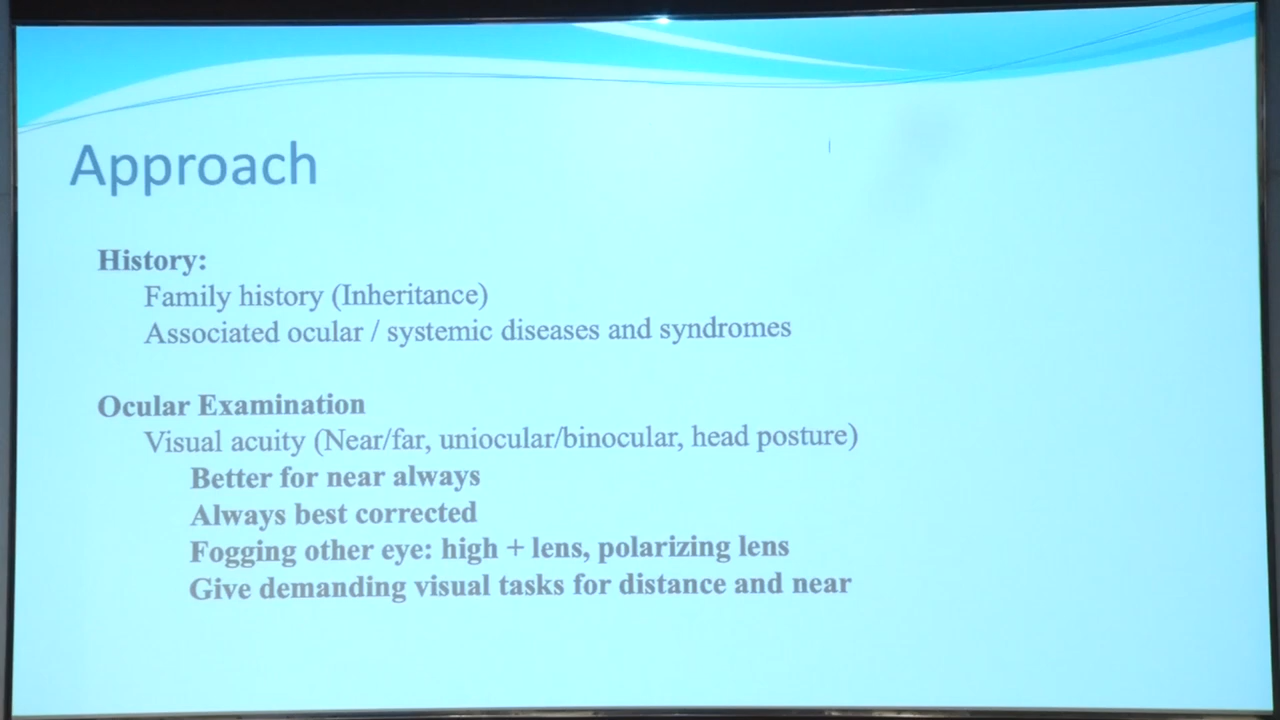 Approach
History:
Family history (Inheritance)
Associated ocular / systemic diseases and syndromes
Ocular Examination
Visual acuity (Near/far, uniocular/binocular, head posture)
Better for near always
Always best corrected
Fogging other eye: high + lens, polarizing lens
Give demanding visual tasks for distance and near